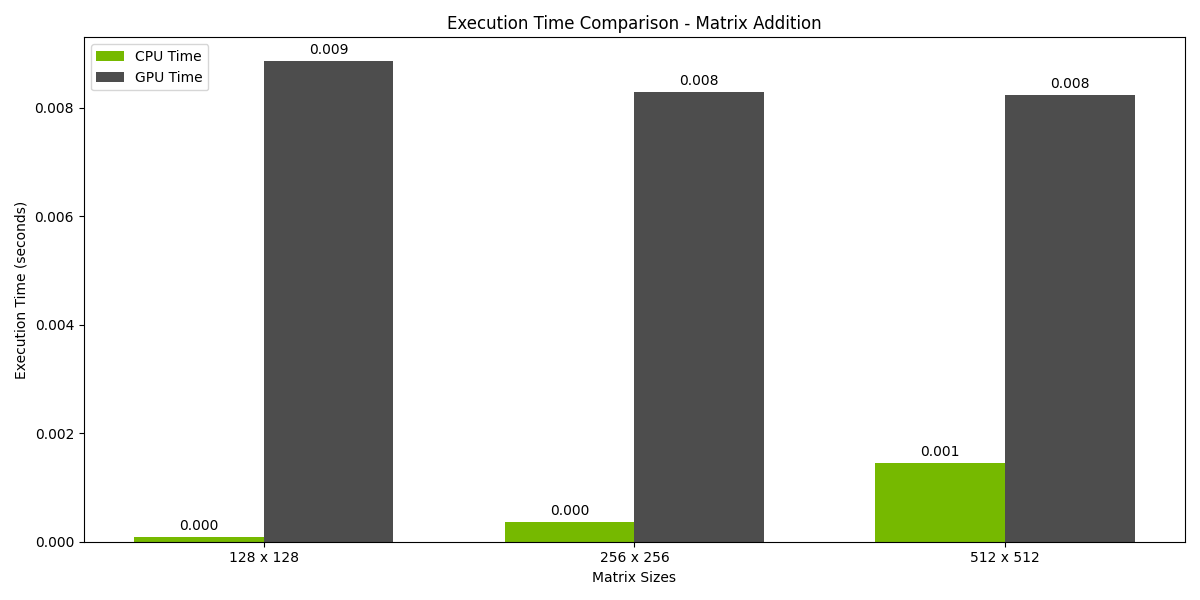 Execution Time Comparison - Matrix Addition
CPU Time
GPU Time
0.009
0.008
0.008
0.000
0.000
0.001
Execution Time (seconds)
0.008
0.006
0.004
0.002
0.000
128 x 128
256 x 256
512 x 512
Matrix Sizes